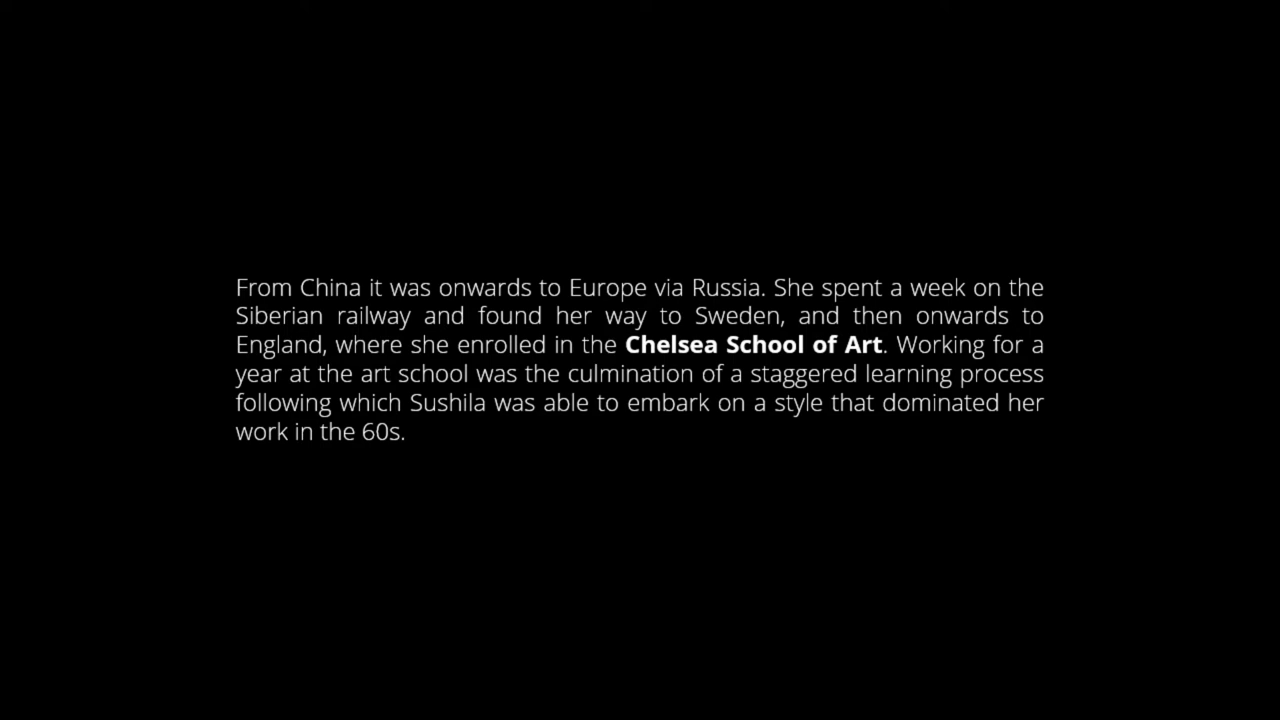 From China it was onwards to Europe via Russia. She spent a week on the
Siberian railway and found her way to Sweden, and then onwards to
England, where she enrolled in the Chelsea School of Art. Working for a
year at the art school was the culmination of a staggered learning process
following which Sushila was able to embark on a style that dominated her
work in the 60s.